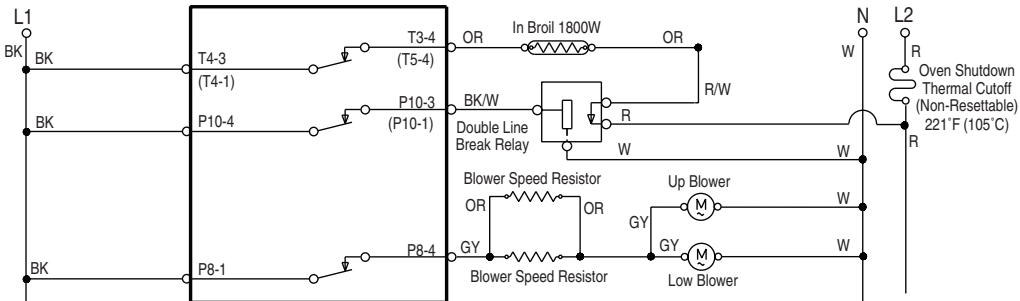 L1
N
L2
BK
BK
T4-3
(T4-1)
T3-4
(T5-4)
OR
In Broil 1800W
OR
W
R
Oven Shutdown
Thermal Cutoff
(Non-Resettable)
221˚F (105˚C)
R/W
BK
P10-4
P10-3
(P10-1)
BK/W
Double Line
Break Relay
R
W
W
R
Blower Speed Resistor
OR
OR
Up Blower
M
W
GY
BK
P8-1
P8-4
GY
Blower Speed Resistor
GY
M
Low Blower
W